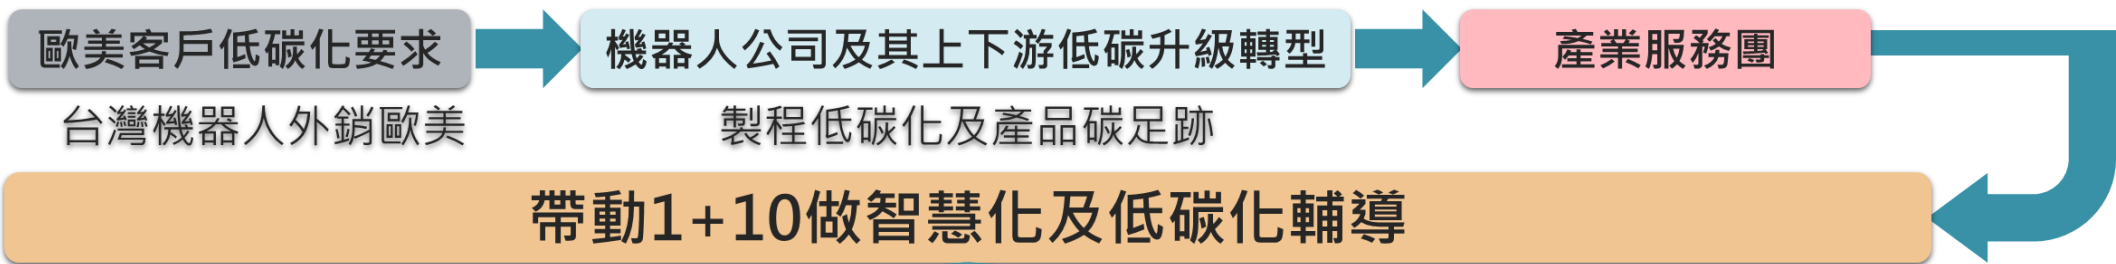 歐美客戶低碳化要求
機器人公司及其上下游低碳升級轉型
產業服務團
台灣機器人外銷歐美
製程低碳化及產品碳足跡
帶動1+10做智慧化及低碳化輔導